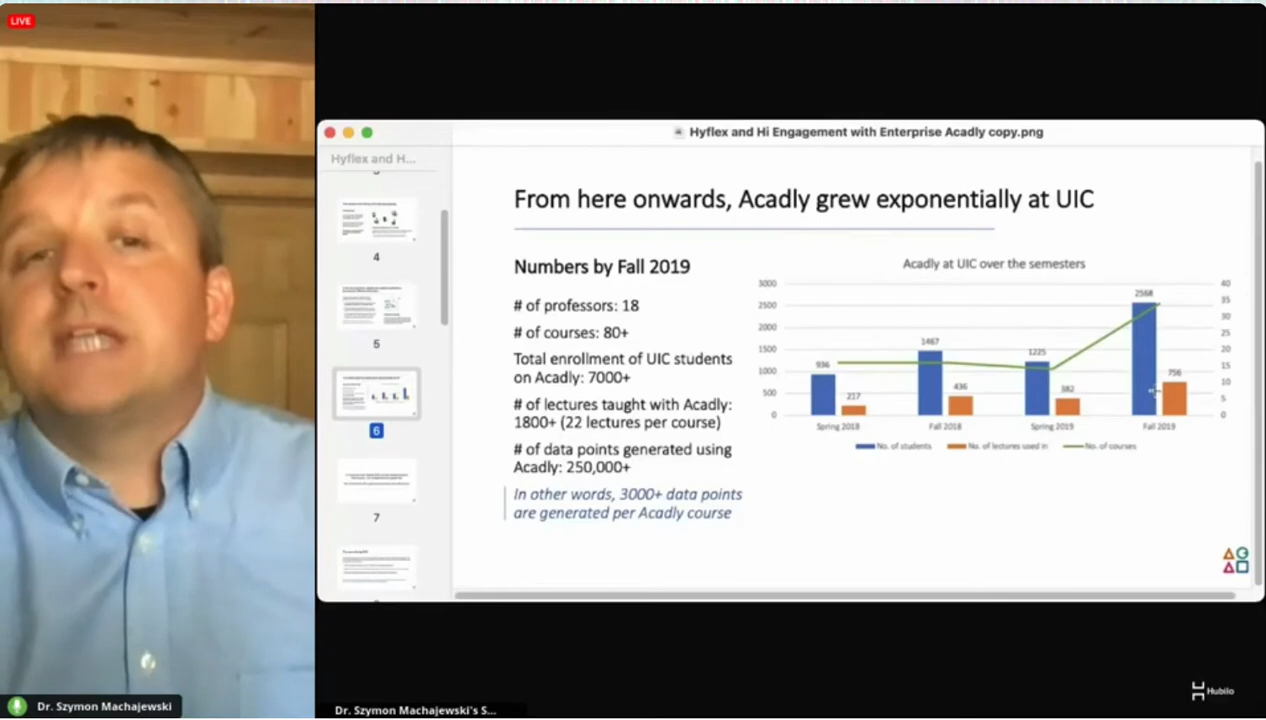 LIVE
Hyflex and Hi Engagement with Enterprise Acadly copy.png
Hyflex and H...
4
5
6
7
From here onwards, Acadly grew exponentially at UIC
Numbers by Fall 2019
# of professors: 18
# of courses: 80+
Total enrollment of UIC students
on Acadly: 7000+
# of lectures taught with Acadly:
1800+ (22 lectures per course)
# of data points generated using
Acadly: 250,000+
In other words, 3000+ data points
are generated per Acadly course
Acadly at UIC over the semesters
3000
2500
2000
1500
1000
500
0
40
35
30
25
20
15
10
5
0
936
217
1467
436
1225
382
2568
756
Spring 2018
Fall 2018
Spring 2019
Fall 2019
No. of students
No. of lectures used in
No. of courses
Hubilo
Dr. Szymon Machajewski
Dr. Szymon Machajewski's S...